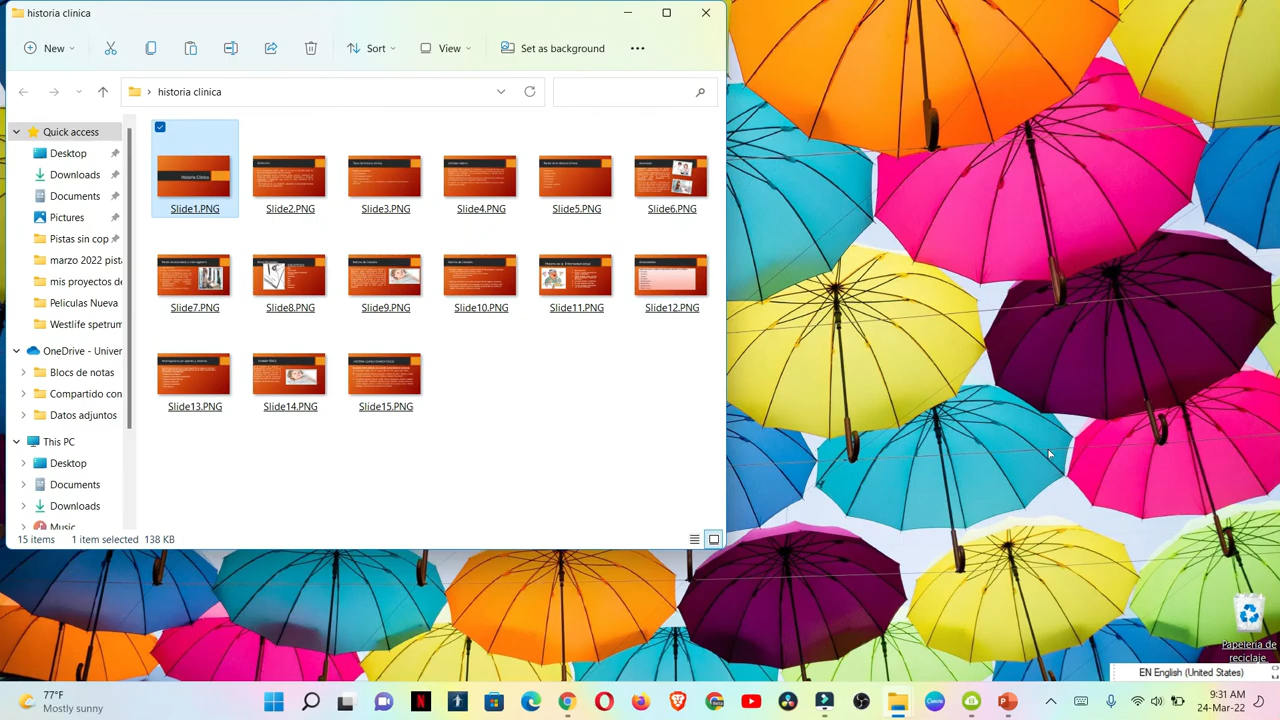 historia clinica
New
Sort
View
Set as background
historia clinica
Quick access
Desktop
Downloads
Documents
Pictures
Pistas sin cop
marzo 2022 pista
mis proyectos de
Peliculas Nueva
Westlife spetrum
OneDrive - Univer
Blocs de notas
Compartido con
Datos adjuntos
This PC
Desktop
Documents
Downloads
Music
Historia Clínica
Slide1.PNG
Slide2.PNG
Slide3.PNG
Slide4.PNG
Slide5.PNG
Slide6.PNG
Slide7.PNG
Slide8.PNG
Slide9.PNG
Slide10.PNG
Slide11.PNG
Slide12.PNG
Slide13.PNG
Slide14.PNG
Slide15.PNG
15 items
1 item selected 138 KB
Papelería de
reciclaje
EN English (United States)
77°F
Mostly sunny
9:31 AM
24-Mar-22